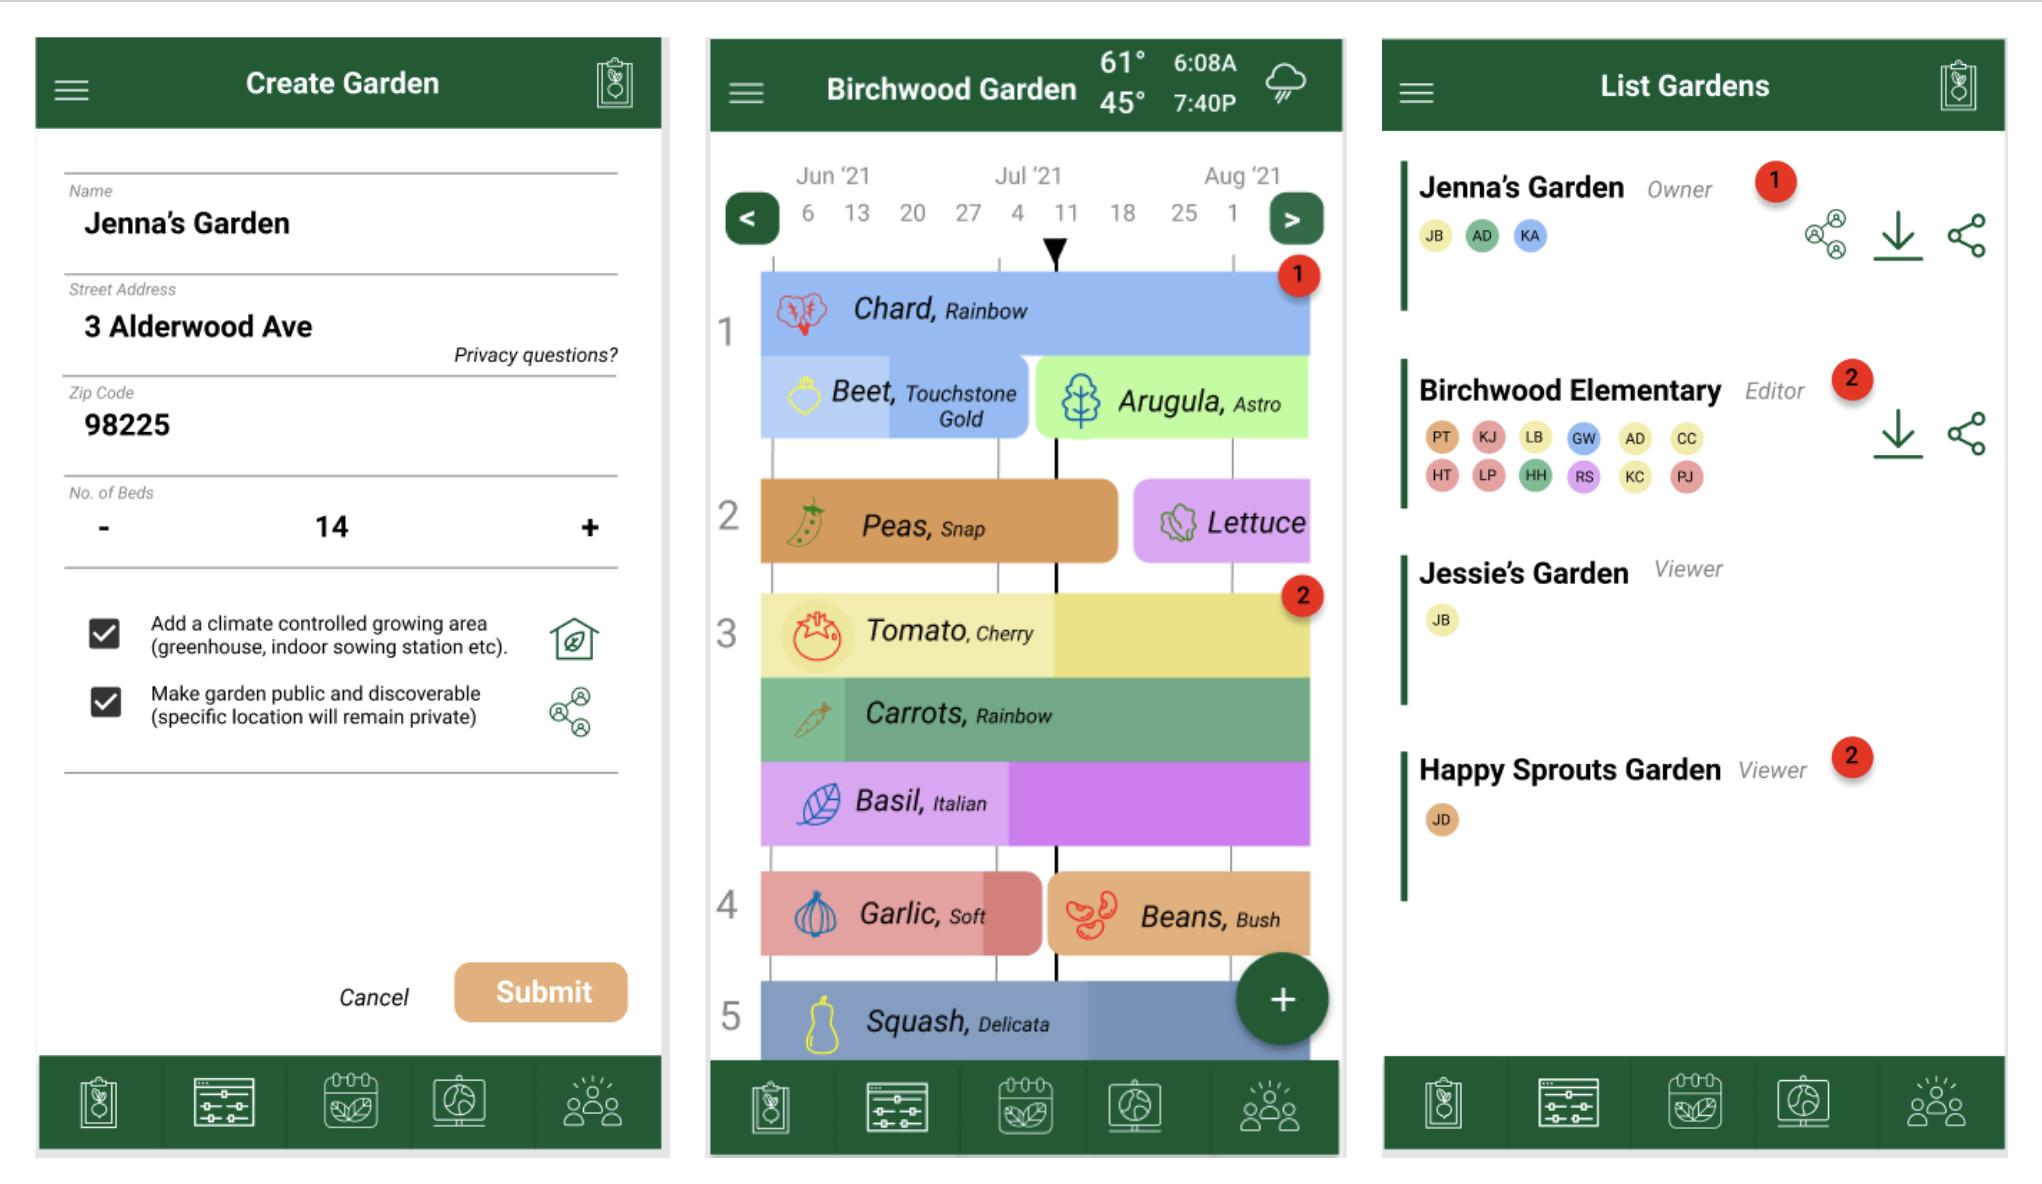 Create Garden
Name
Jenna's Garden
Street Address
3 Alderwood Ave
Privacy questions?
Zip Code
98225
No. of Beds
- 14 +
Add a climate controlled growing area
(greenhouse, indoor sowing station etc).
Make garden public and discoverable
(specific location will remain private)
Cancel Submit
Birchwood Garden
61° 6:08A
45° 7:40P
Jun '21 Jul '21 Aug '21
< 6 13 20 27 4 11 18 25 1 >
1
1
Chard, Rainbow
Beet, Touchstone
Gold
Arugula, Astro
2
Peas, Snap
Lettuce
2
3
Tomato, Cherry
Carrots, Rainbow
Basil, Italian
4
Garlic, Soft
Beans, Bush
+
5
Squash, Delicata
List Gardens
Jenna's Garden Owner 1
JB AD KA
Birchwood Elementary Editor 2
PT KJ LB GW AD CC
HT LP HH RS KC PJ
Jessie's Garden Viewer
JB
Happy Sprouts Garden Viewer 2
JD